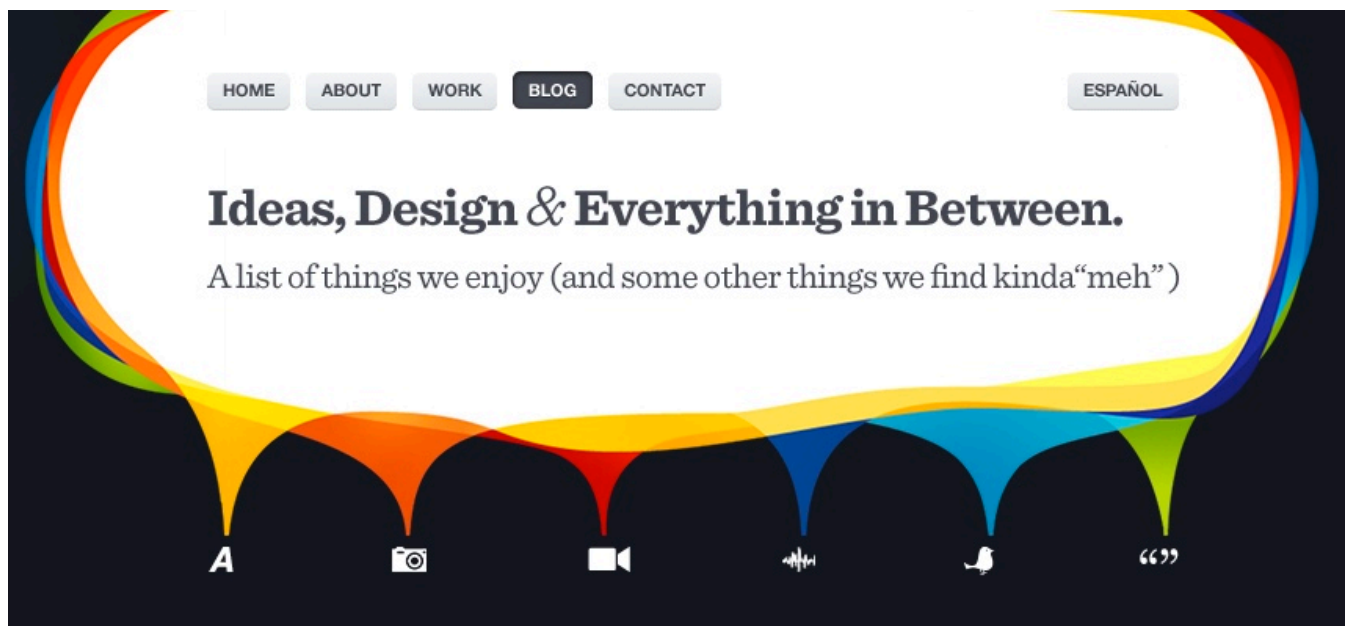 HOME ABOUT WORK BLOG CONTACT ESPAÑOL
Ideas, Design & Everything in Between.
A list of things we enjoy (and some other things we find kinda“meh” )
A “”